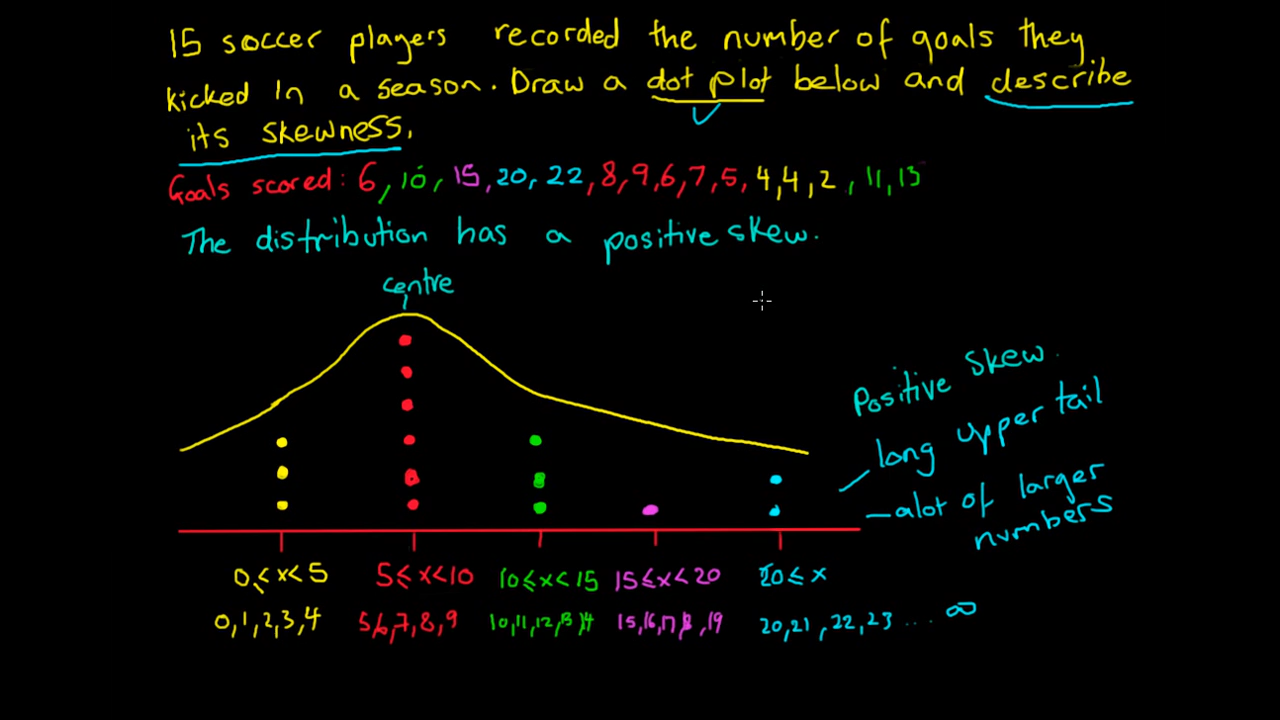 15 soccer players recorded the number of goals they
kicked in a season. Draw a dot plot below and describe
its skewness.
Goals scored: 6, 10, 15, 20, 22, 8, 9, 6, 7, 5, 4, 4, 2, 11, 13
The distribution has a positive skew.
centre
Positive Skew.
long upper tail
- alot of larger
numbers
0 ≤ x < 5 5 ≤ x < 10 10 ≤ x < 15 15 ≤ x < 20 20 ≤ x
0, 1, 2, 3, 4 5, 6, 7, 8, 9 10, 11, 12, 13, 14 15, 16, 17, 18, 19 20, 21, 22, 23 ... ∞